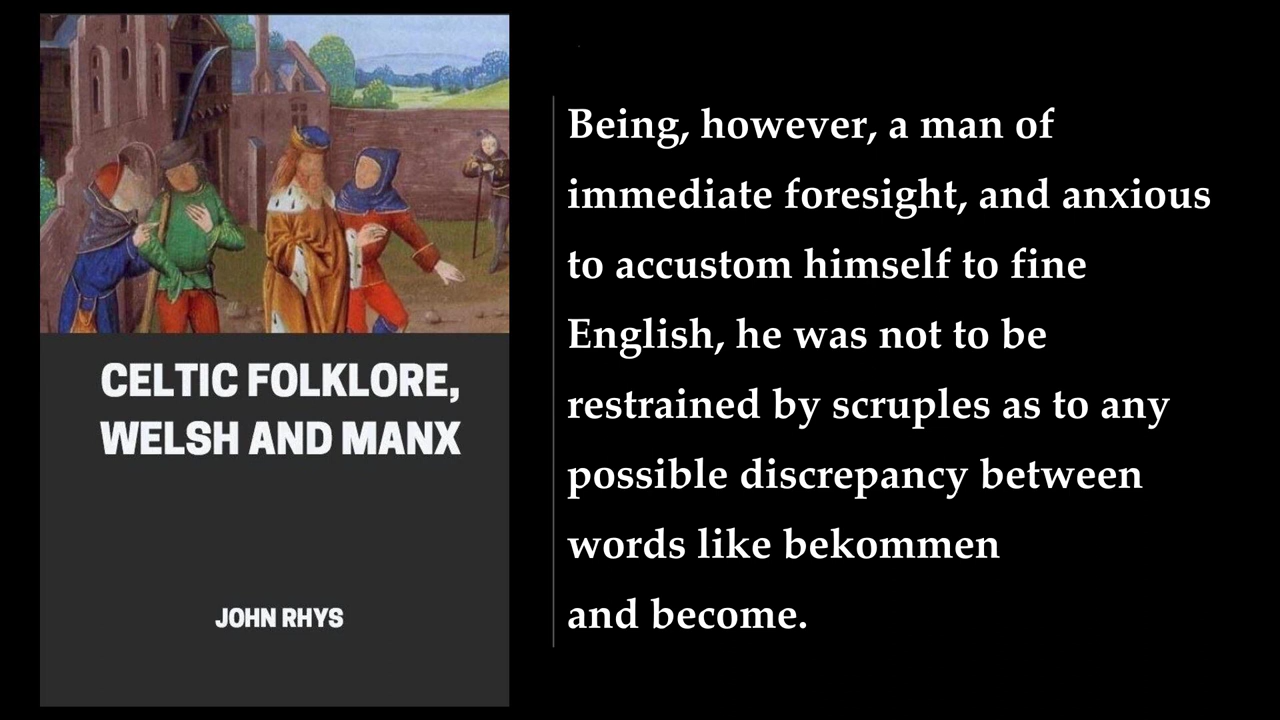 CELTIC FOLKLORE,
WELSH AND MANX
JOHN RHYS
Being, however, a man of
immediate foresight, and anxious
to accustom himself to fine
English, he was not to be
restrained by scruples as to any
possible discrepancy between
words like bekommen
and become.